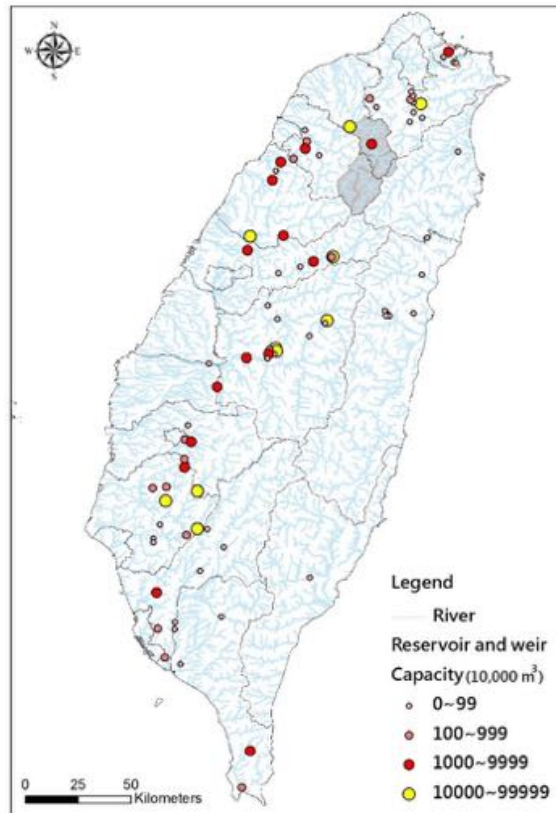 N
W E
S
Legend
River
Reservoir and weir
Capacity (10,000 m³)
0~99
100~999
1000~9999
10000~99999
0 25 50
Kilometers